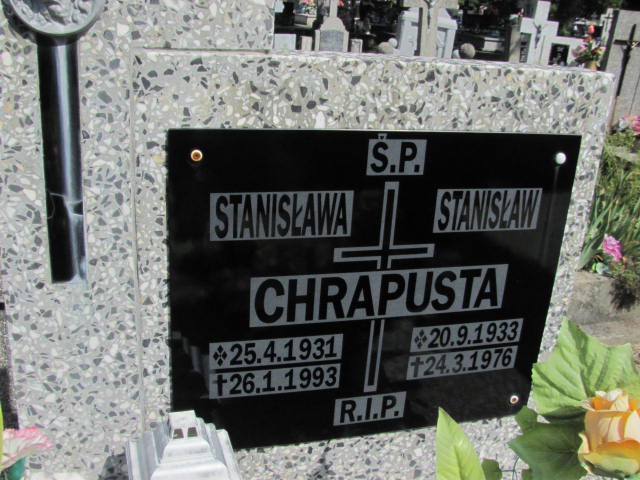 Ś.P.
STANISŁAWA STANISŁAW
CHRAPUSTA
25.4.1931 20.9.1933
26.1.1993 24.3.1976
R.I.P.